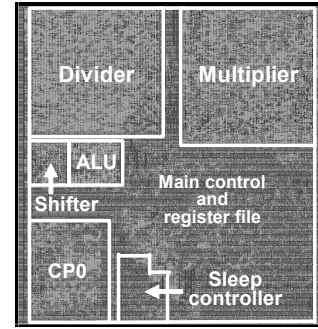 Divider
Multiplier
ALU
Shifter
Main control
and
register file
CP0
Sleep
controller